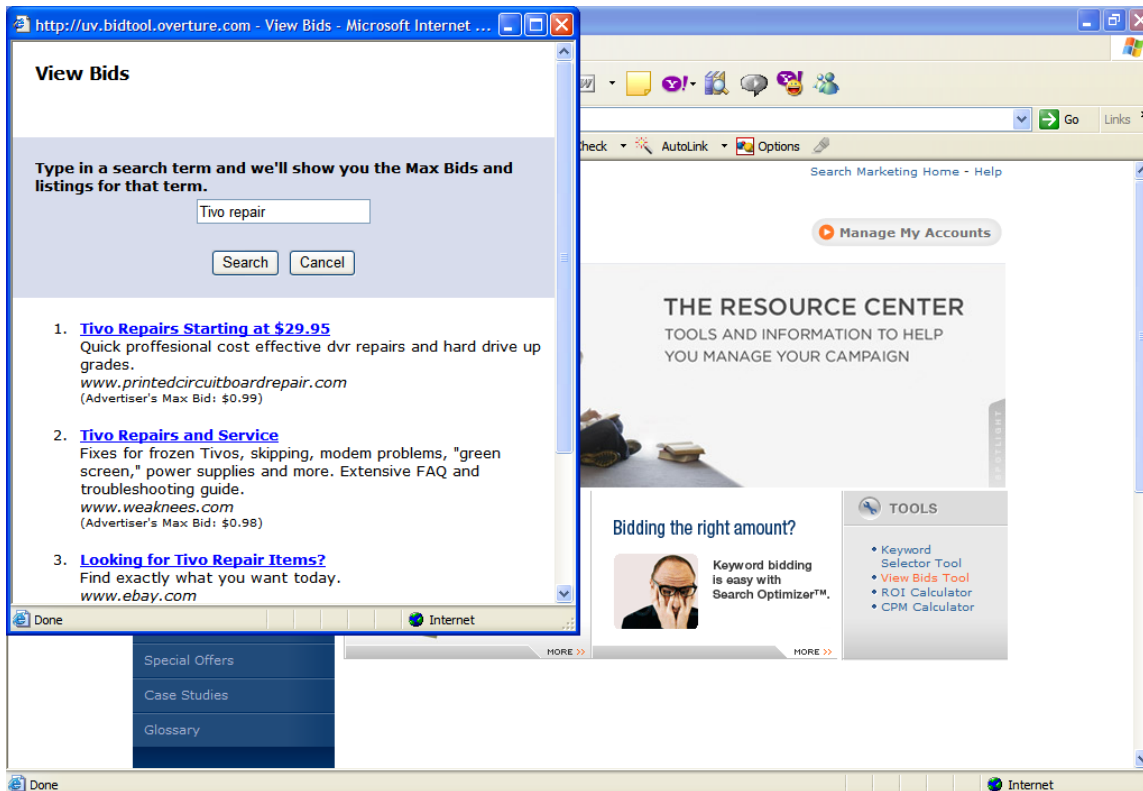 http://uv.bidtool.overture.com - View Bids - Microsoft Internet ...
View Bids
Type in a search term and we'll show you the Max Bids and
listings for that term.
Tivo repair
Search Cancel
1. Tivo Repairs Starting at $29.95
Quick proffesional cost effective dvr repairs and hard drive up
grades.
www.printedcircuitboardrepair.com
(Advertiser's Max Bid: $0.99)
2. Tivo Repairs and Service
Fixes for frozen Tivos, skipping, modem problems, "green
screen," power supplies and more. Extensive FAQ and
troubleshooting guide.
www.weaknees.com
(Advertiser's Max Bid: $0.98)
3. Looking for Tivo Repair Items?
Find exactly what you want today.
www.ebay.com
Done Internet
Go Links
AutoLink Options
Search Marketing Home - Help
Manage My Accounts
THE RESOURCE CENTER
TOOLS AND INFORMATION TO HELP
YOU MANAGE YOUR CAMPAIGN
SPOTLIGHT
Bidding the right amount?
Keyword bidding
is easy with
Search Optimizer™.
MORE >>
MORE >>
TOOLS
• Keyword
Selector Tool
• View Bids Tool
• ROI Calculator
• CPM Calculator
Special Offers
Case Studies
Glossary
Done Internet